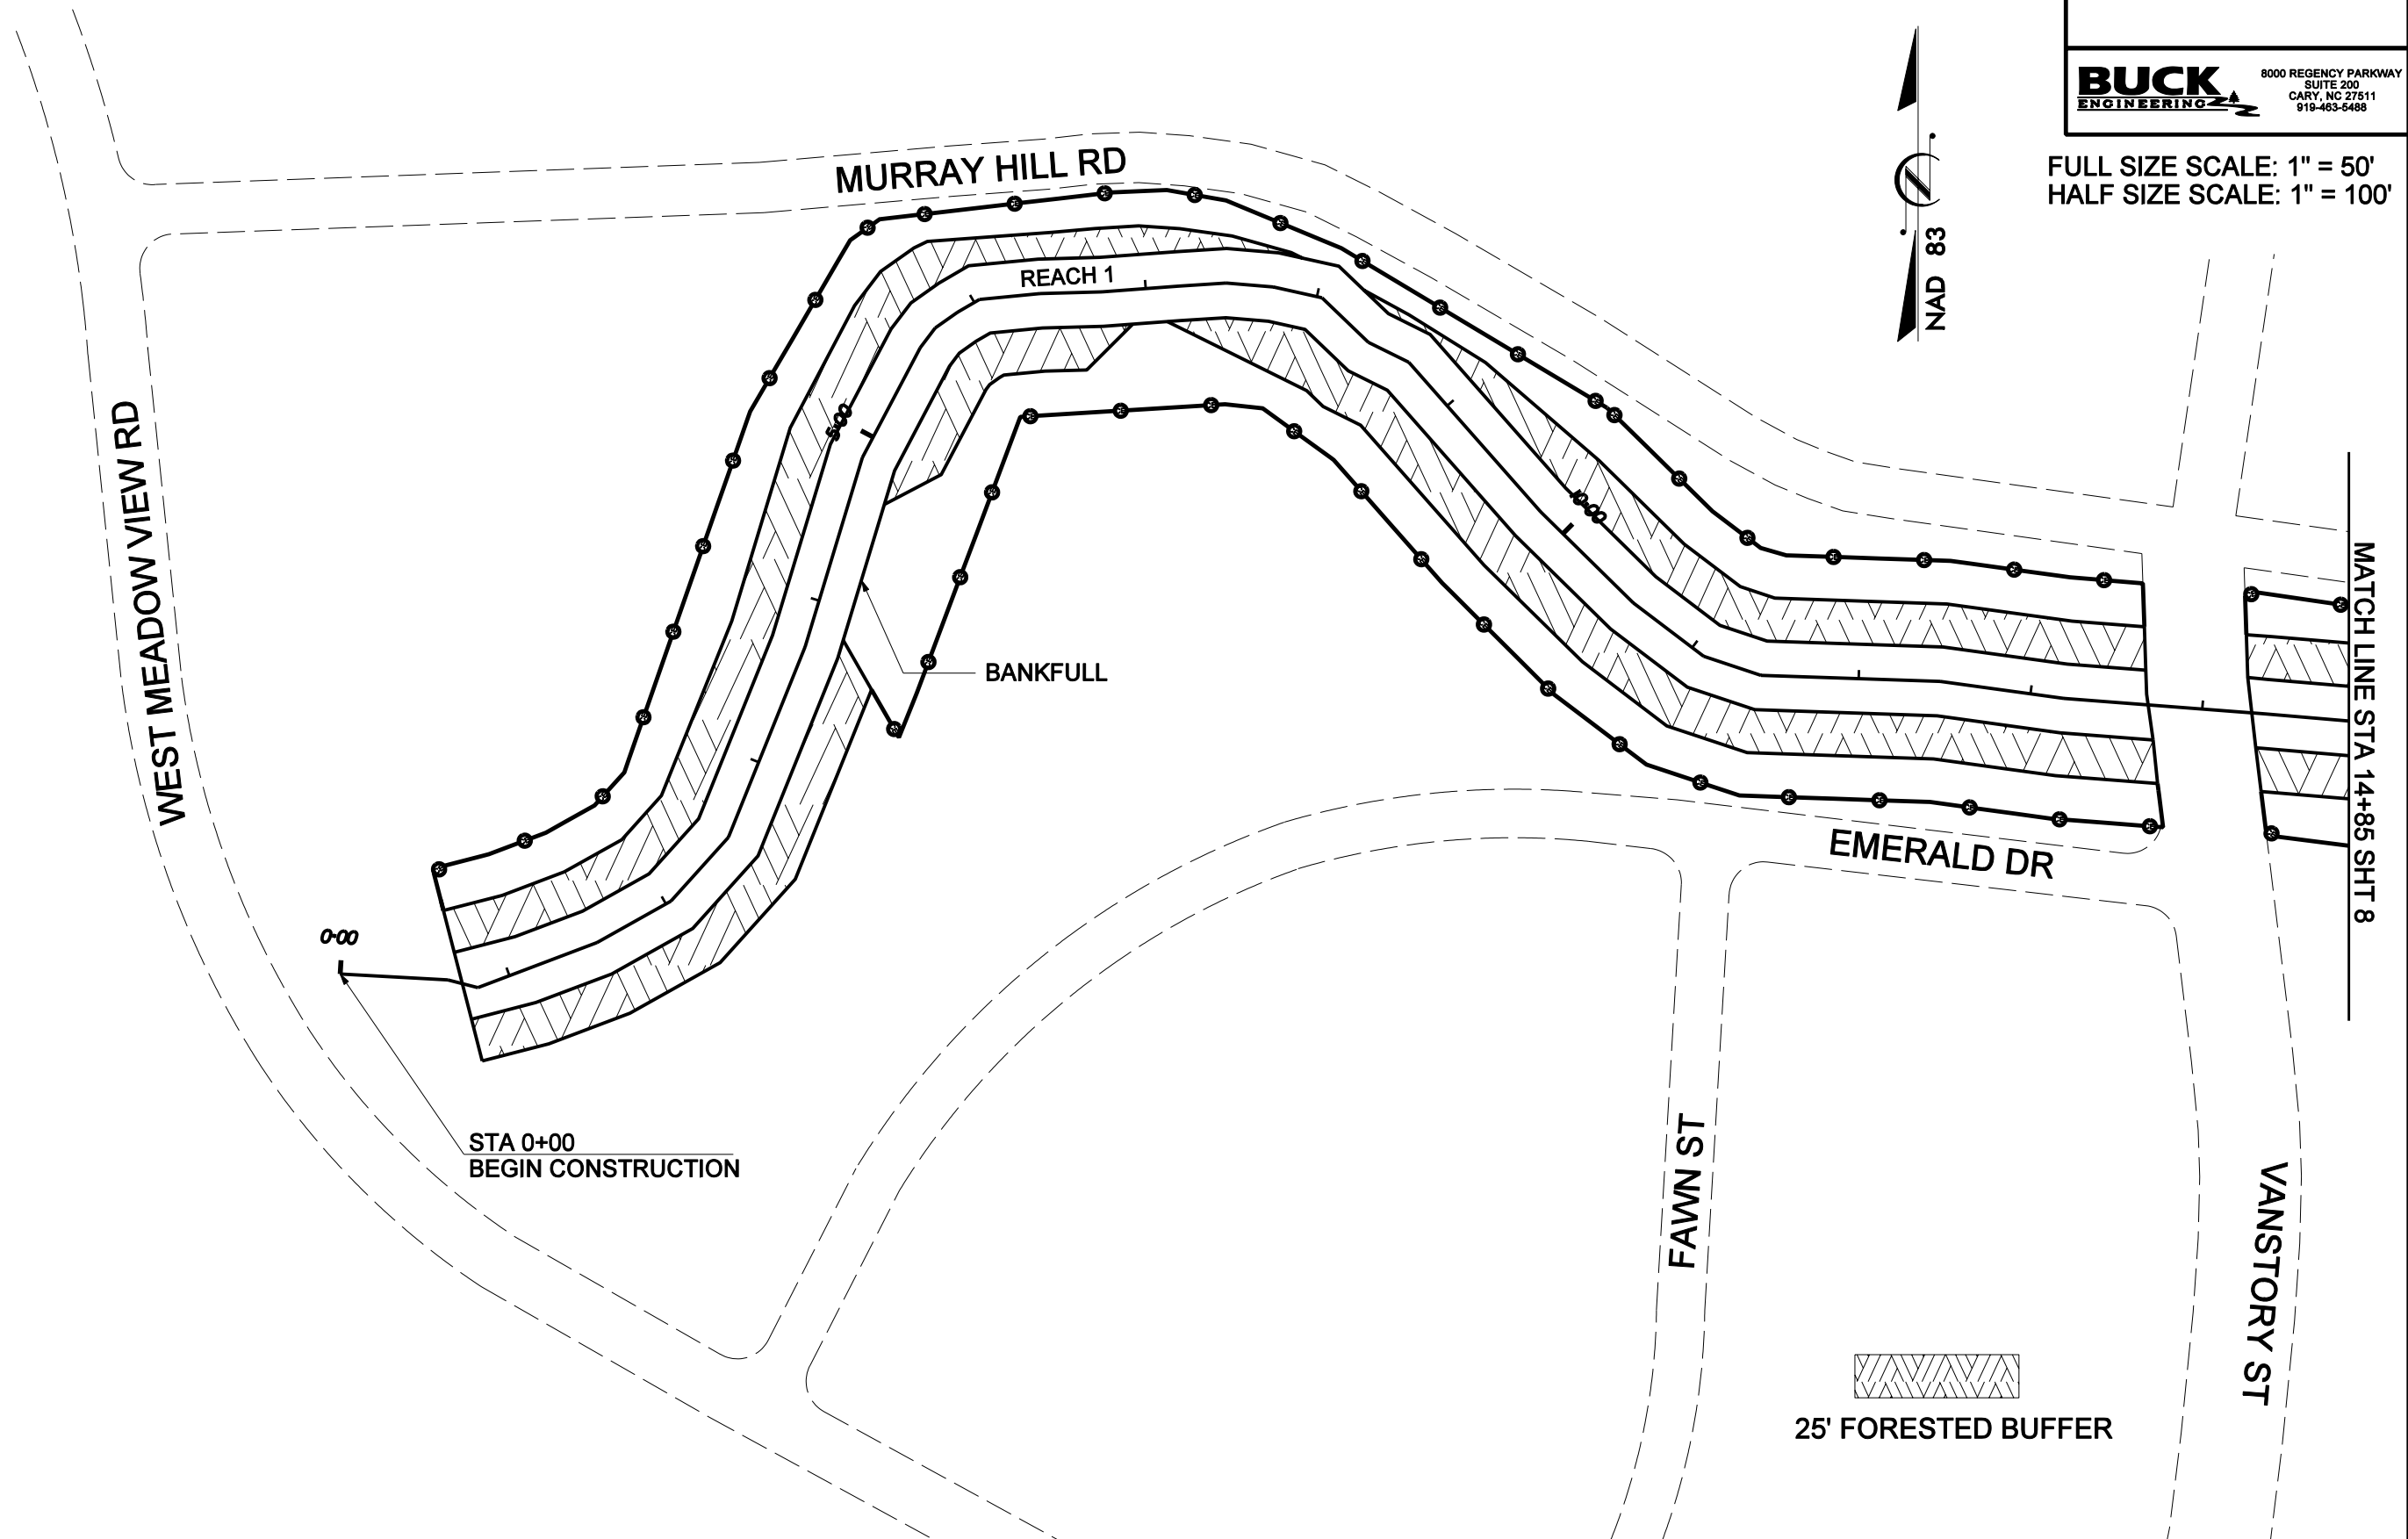 BUCK
ENGINEERING
8000 REGENCY PARKWAY
SUITE 200
CARY, NC 27511
919-463-5488
FULL SIZE SCALE: 1" = 50'
HALF SIZE SCALE: 1" = 100'
NAD 83
MURRAY HILL RD
REACH 1
WEST MEADOW VIEW RD
5+00
10+00
BANKFULL
MATCH LINE STA 14+85 SHT 8
EMERALD DR
0+00
STA 0+00
BEGIN CONSTRUCTION
FAWN ST
VANSTORY ST
25' FORESTED BUFFER